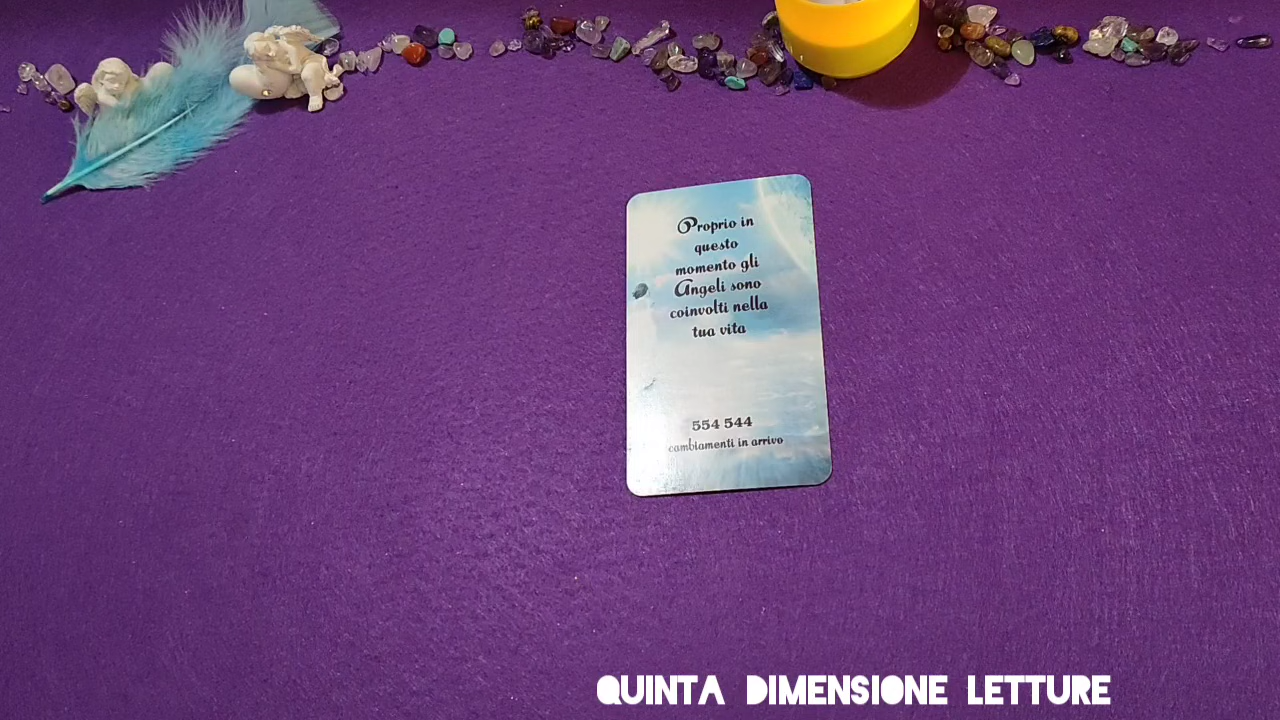 Proprio in
questo
momento gli
Angeli sono
coinvolti nella
tua vita
554 544
cambiamenti in arrivo
QUINTA DIMENSIONE LETTURE